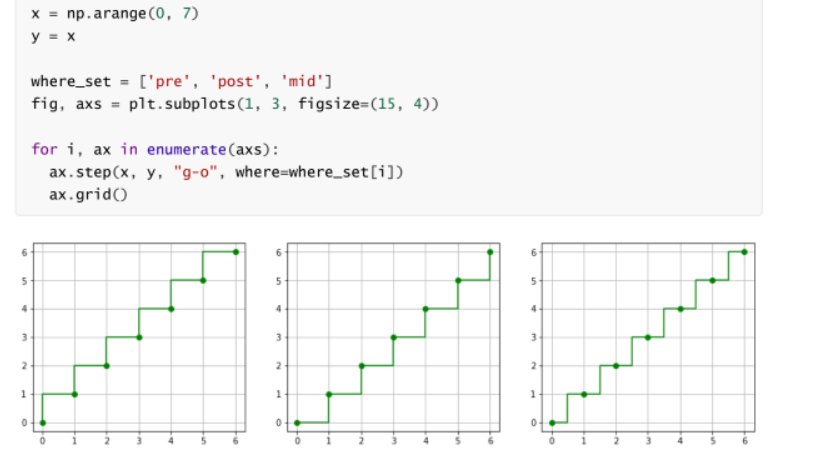 x = np.arange(0, 7)
y = x
where_set = ['pre', 'post', 'mid']
fig, axs = plt.subplots(1, 3, figsize=(15, 4))
for i, ax in enumerate(axs):
  ax.step(x, y, "g-o", where=where_set[i])
  ax.grid()
6
5
4
3
2
1
0
0 1 2 3 4 5 6
6
5
4
3
2
1
0
0 1 2 3 4 5 6
6
5
4
3
2
1
0
0 1 2 3 4 5 6